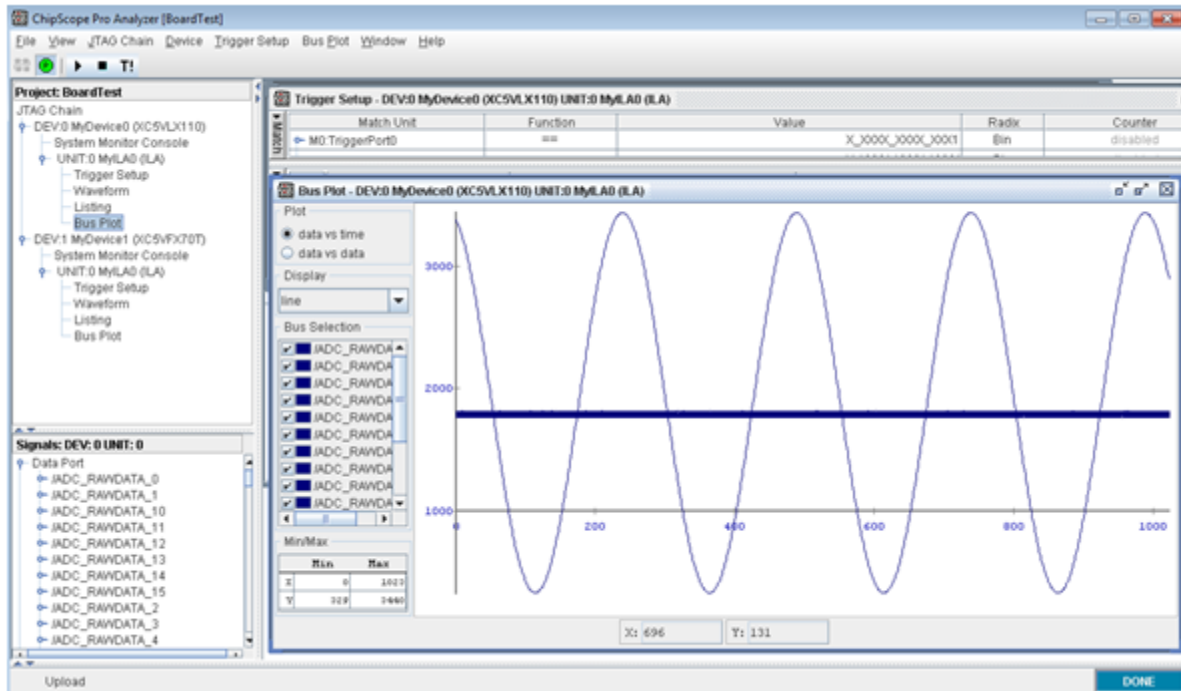 ChipScope Pro Analyzer [BoardTest]
File View JTAG Chain Device Trigger Setup Bus Plot Window Help
T!
Project: BoardTest
JTAG Chain
DEV:0 MyDevice0 (XC5VLX110)
System Monitor Console
UNIT:0 MyILA0 (ILA)
Trigger Setup
Waveform
Listing
Bus Plot
DEV:1 MyDevice1 (XC5VFX70T)
System Monitor Console
UNIT:0 MyILA0 (ILA)
Trigger Setup
Waveform
Listing
Bus Plot
Signals: DEV: 0 UNIT: 0
Data Port
/ADC_RAWDATA_0
/ADC_RAWDATA_1
/ADC_RAWDATA_10
/ADC_RAWDATA_11
/ADC_RAWDATA_12
/ADC_RAWDATA_13
/ADC_RAWDATA_14
/ADC_RAWDATA_15
/ADC_RAWDATA_2
/ADC_RAWDATA_3
/ADC_RAWDATA_4
Trigger Setup - DEV:0 MyDevice0 (XC5VLX110) UNIT:0 MyILA0 (ILA)
Match
Match Unit Function Value Radix Counter
M0:TriggerPort0 == X_XXXX_XXXX_XXX1 Bin disabled
Bus Plot - DEV:0 MyDevice0 (XC5VLX110) UNIT:0 MyILA0 (ILA)
Plot
data vs time
data vs data
Display
line
Bus Selection
/ADC_RAWDA
/ADC_RAWDA
/ADC_RAWDA
/ADC_RAWDA
/ADC_RAWDA
/ADC_RAWDA
/ADC_RAWDA
/ADC_RAWDA
/ADC_RAWDA
/ADC_RAWDA
Min/Max
Min Max
X 0 1023
Y 329 3440
3000
2000
1000
0 200 400 600 800 1000
X: 696 Y: 131
Upload
DONE